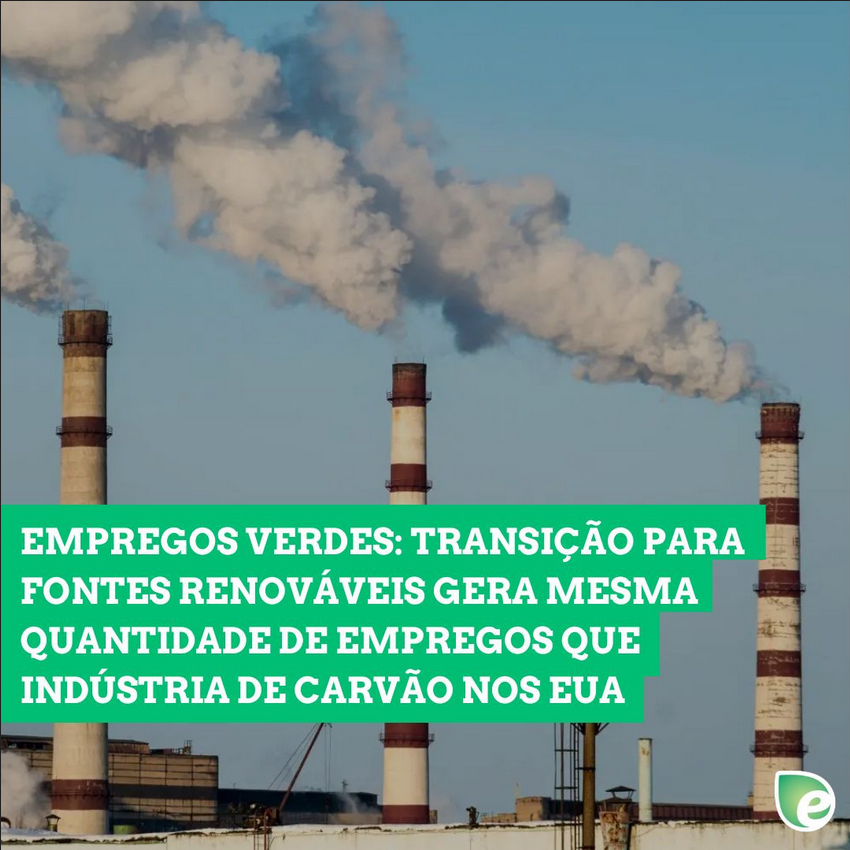 EMPREGOS VERDES: TRANSIÇÃO PARA
FONTES RENOVÁVEIS GERA MESMA
QUANTIDADE DE EMPREGOS QUE
INDÚSTRIA DE CARVÃO NOS EUA
e